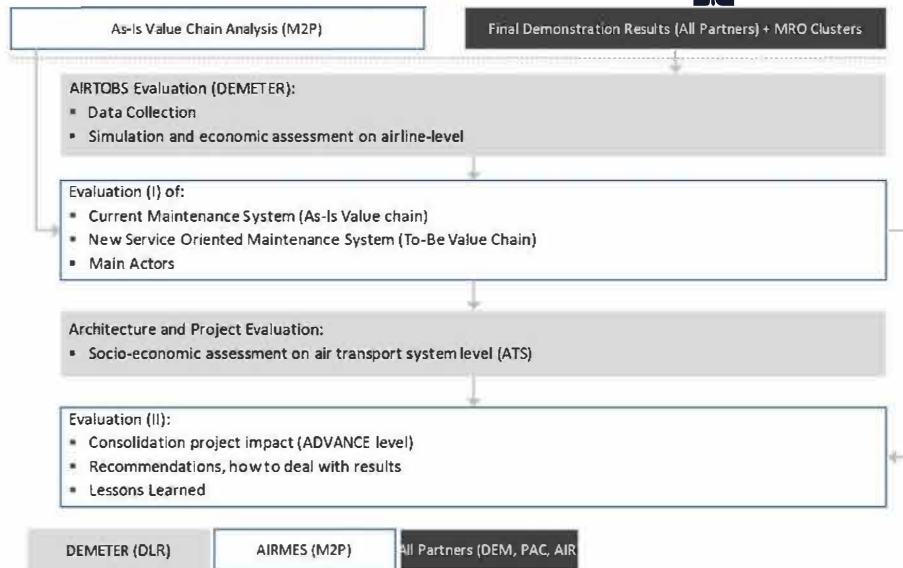 As-Is Value Chain Analysis (M2P)
Final Demonstration Results (All Partners) + MRO Clusters
AIRTOBS Evaluation (DEMETER):
▪ Data Collection
▪ Simulation and economic assessment on airline-level
Evaluation (I) of:
▪ Current Maintenance System (As-Is Value chain)
▪ New Service Oriented Maintenance System (To-Be Value Chain)
▪ Main Actors
Architecture and Project Evaluation:
▪ Socio-economic assessment on air transport system level (ATS)
Evaluation (II):
▪ Consolidation project impact (ADVANCE level)
▪ Recommendations, how to deal with results
▪ Lessons Learned
DEMETER (DLR)
AIRMES (M2P)
All Partners (DEM, PAC, AIR